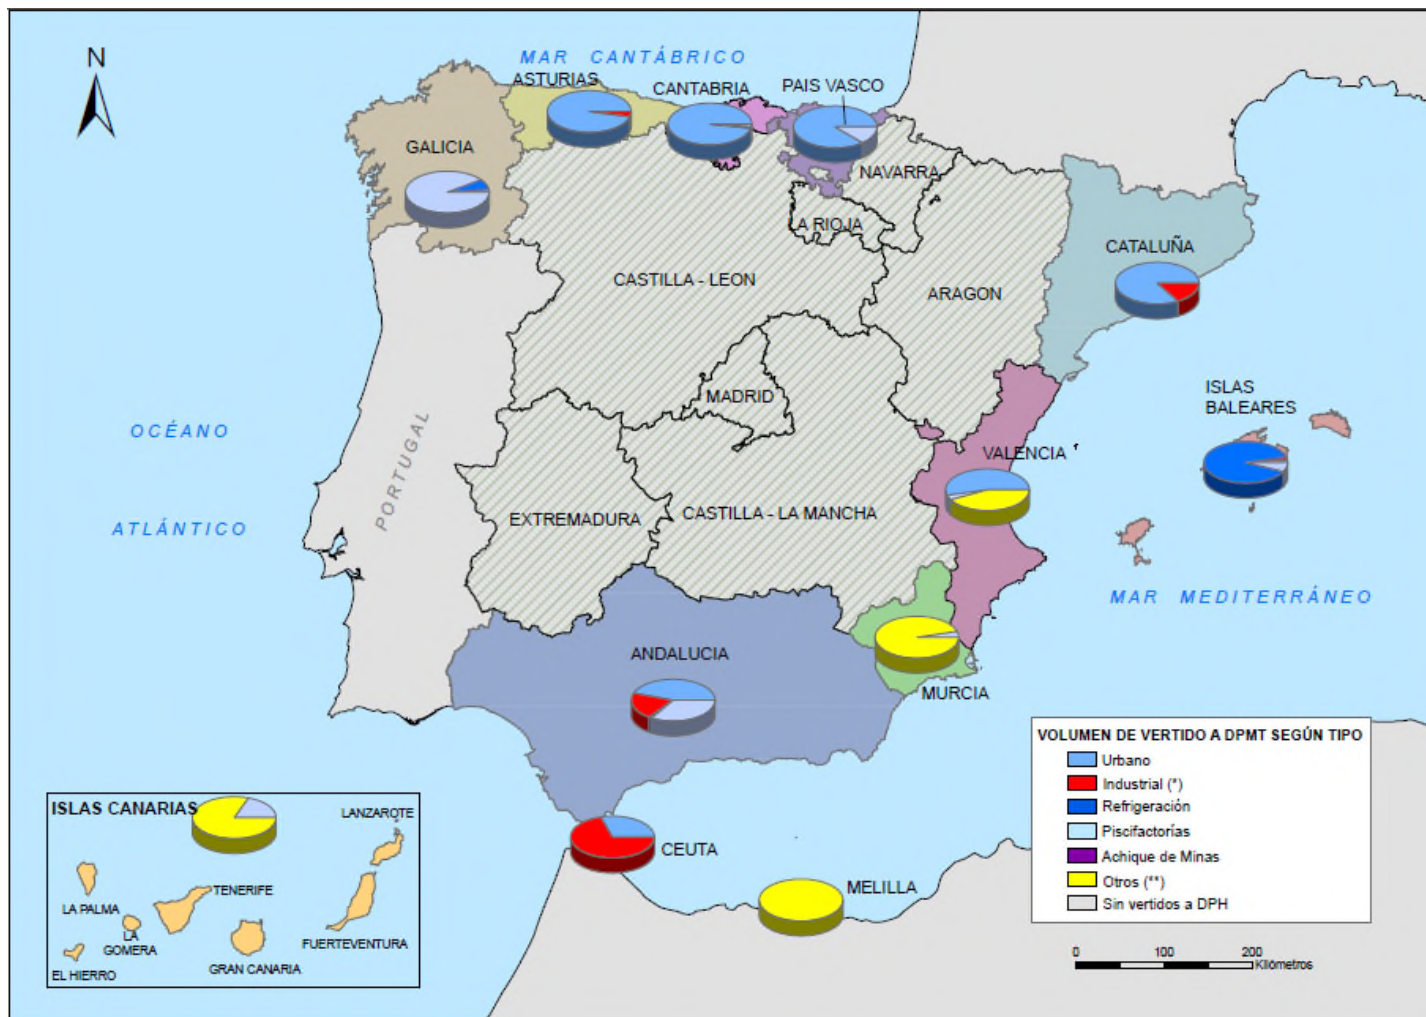 N
MAR CANTÁBRICO
ASTURIAS
CANTABRIA
PAIS VASCO
GALICIA
NAVARRA
LA RIOJA
CATALUÑA
CASTILLA - LEON
ARAGON
MADRID
ISLAS
BALEARES
OCÉANO
ATLÁNTICO
PORTUGAL
VALENCIA
EXTREMADURA
CASTILLA - LA MANCHA
MAR MEDITERRÁNEO
ANDALUCIA
MURCIA
CEUTA
MELILLA
ISLAS CANARIAS
LANZAROTE
LA PALMA
TENERIFE
LA
GOMERA
FUERTEVENTURA
EL HIERRO
GRAN CANARIA
VOLUMEN DE VERTIDO A DPMT SEGÚN TIPO
Urbano
Industrial (*)
Refrigeración
Piscifactorías
Achique de Minas
Otros (**)
Sin vertidos a DPH
0 100 200
Kilómetros